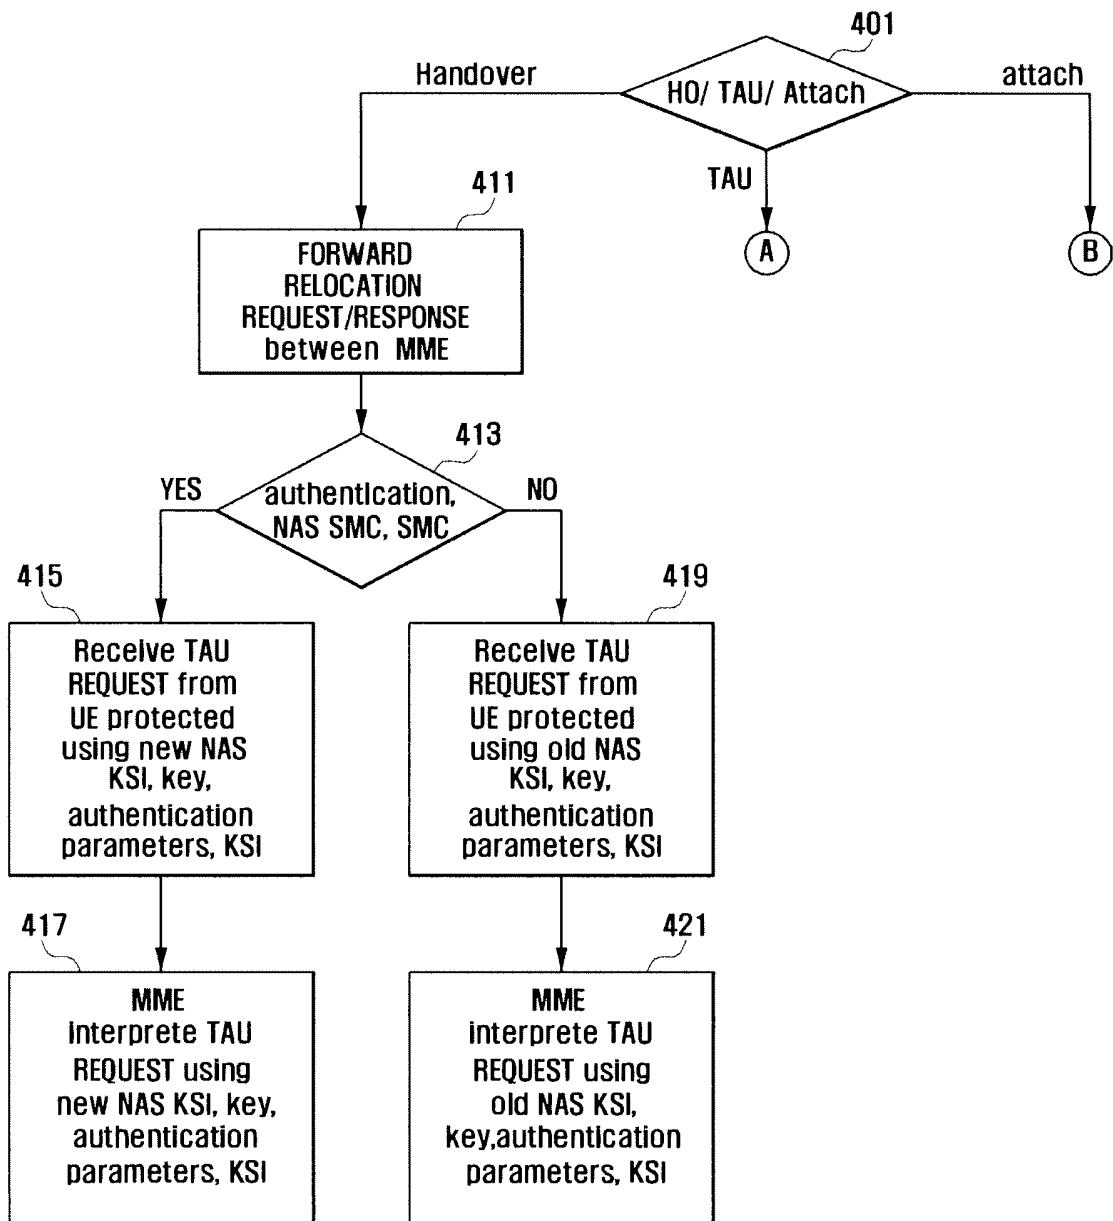 401
Handover
HO/ TAU/ Attach
attach
TAU
A
B
411
FORWARD
RELOCATION
REQUEST/RESPONSE
between MME
413
YES
authentication,
NAS SMC, SMC
NO
415
Receive TAU
REQUEST from
UE protected
using new NAS
KSI, key,
authentication
parameters, KSI
419
Receive TAU
REQUEST from
UE protected
using old NAS
KSI, key,
authentication
parameters, KSI
417
MME
interprete TAU
REQUEST using
new NAS KSI, key,
authentication
parameters, KSI
421
MME
interprete TAU
REQUEST using
old NAS KSI,
key,authentication
parameters, KSI